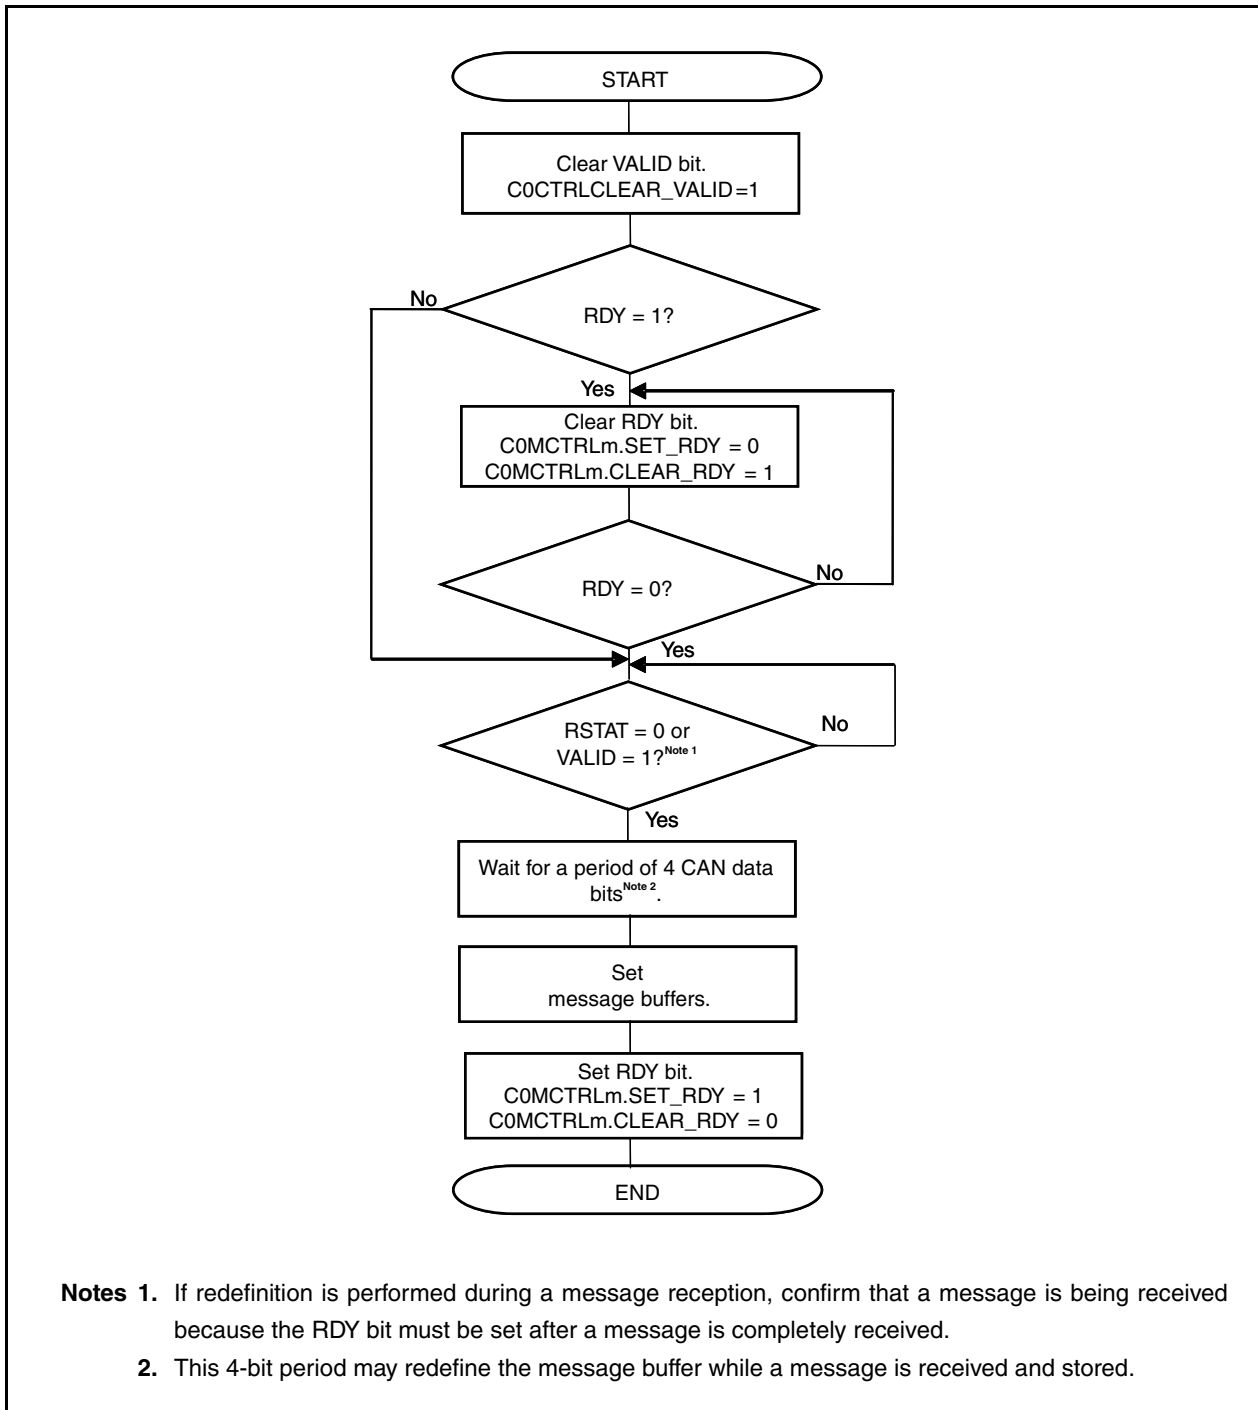 START
Clear VALID bit.
C0CTRLCLEAR_VALID=1
No
RDY = 1?
Yes
Clear RDY bit.
C0MCTRLm.SET_RDY = 0
C0MCTRLm.CLEAR_RDY = 1
RDY = 0?
No
Yes
RSTAT = 0 or
VALID = 1?Note 1
No
Yes
Wait for a period of 4 CAN data
bitsNote 2.
Set
message buffers.
Set RDY bit.
C0MCTRLm.SET_RDY = 1
C0MCTRLm.CLEAR_RDY = 0
END
Notes 1. If redefinition is performed during a message reception, confirm that a message is being received
because the RDY bit must be set after a message is completely received.
2. This 4-bit period may redefine the message buffer while a message is received and stored.